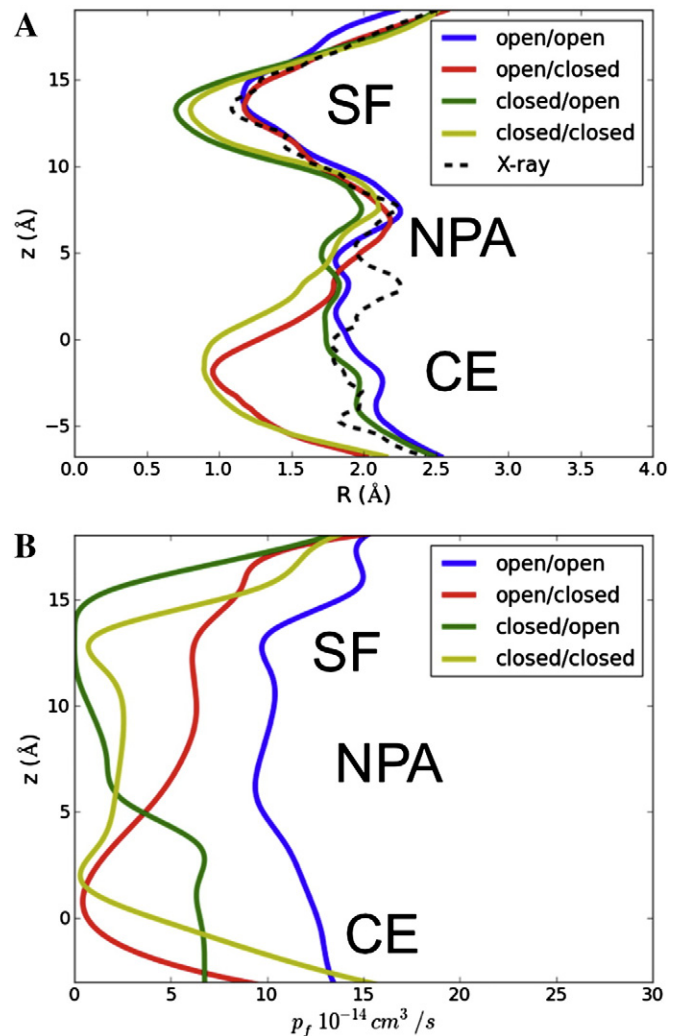 A
open/open
open/closed
closed/open
closed/closed
X-ray
SF
NPA
CE
z (Å)
15
10
5
0
−5
0.0 0.5 1.0 1.5 2.0 2.5 3.0 3.5 4.0
R (Å)
B
open/open
open/closed
closed/open
closed/closed
SF
NPA
CE
z (Å)
15
10
5
0
0 5 10 15 20 25 30
p_f 10^{-14} cm^3/s